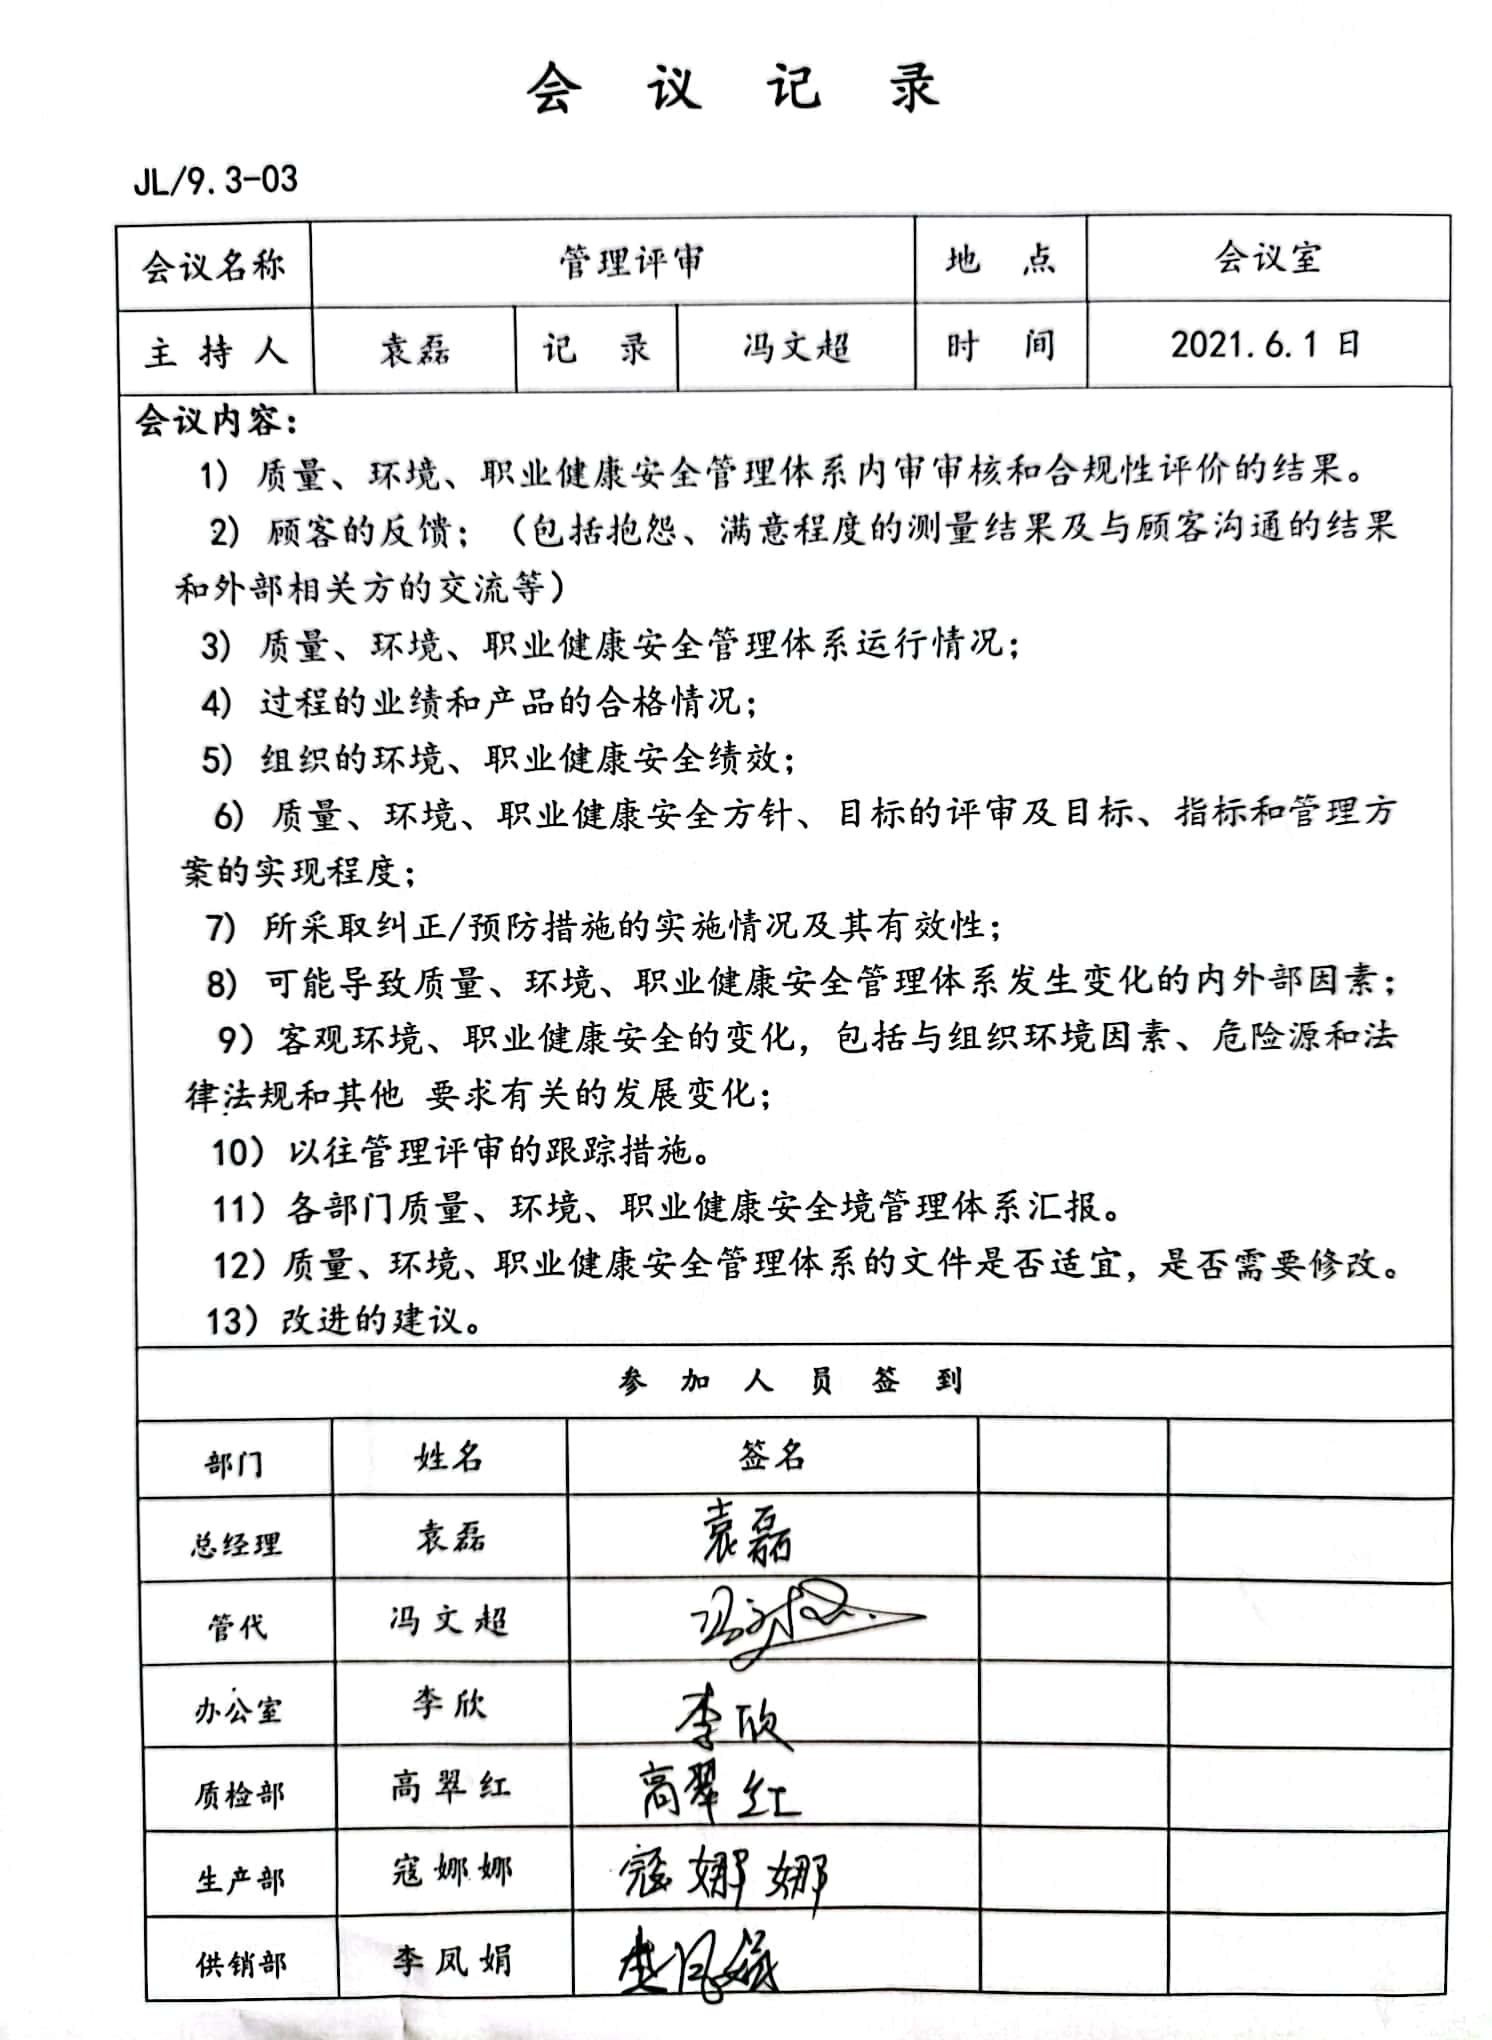 会 议 记 录
JL/9.3-03
会议名称 管理评审 地 点 会议室
主 持 人 袁磊 记 录 冯文超 时 间 2021.6.1 日
会议内容：
1）质量、环境、职业健康安全管理体系内审审核和合规性评价的结果。
2）顾客的反馈；（包括抱怨、满意程度的测量结果及与顾客沟通的结果
和外部相关方的交流等）
3）质量、环境、职业健康安全管理体系运行情况；
4）过程的业绩和产品的合格情况；
5）组织的环境、职业健康安全绩效；
6）质量、环境、职业健康安全方针、目标的评审及目标、指标和管理方
案的实现程度；
7）所采取纠正/预防措施的实施情况及其有效性；
8）可能导致质量、环境、职业健康安全管理体系发生变化的内外部因素；
9）客观环境、职业健康安全的变化，包括与组织环境因素、危险源和法
律法规和其他 要求有关的发展变化；
10）以往管理评审的跟踪措施。
11）各部门质量、环境、职业健康安全境管理体系汇报。
12）质量、环境、职业健康安全管理体系的文件是否适宜，是否需要修改。
13）改进的建议。
参 加 人 员 签 到
部门 姓名 签名
总经理 袁磊 袁磊
管代 冯文超 冯文超
办公室 李欣 李欣
质检部 高翠红 高翠红
生产部 寇娜娜 寇娜娜
供销部 李凤娟 李凤娟